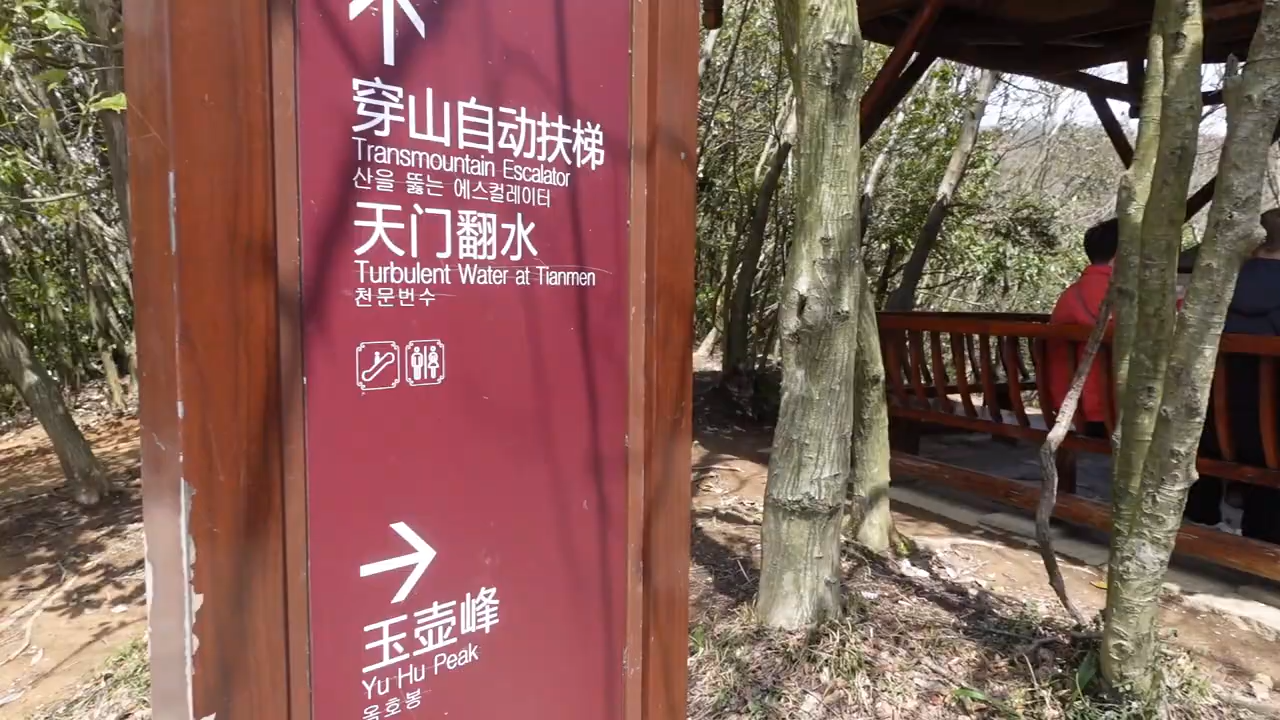 穿山自动扶梯
Transmountain Escalator
산을 뚫는 에스컬레이터
天门翻水
Turbulent Water at Tianmen
천문번수
玉壶峰
Yu Hu Peak
옥호봉